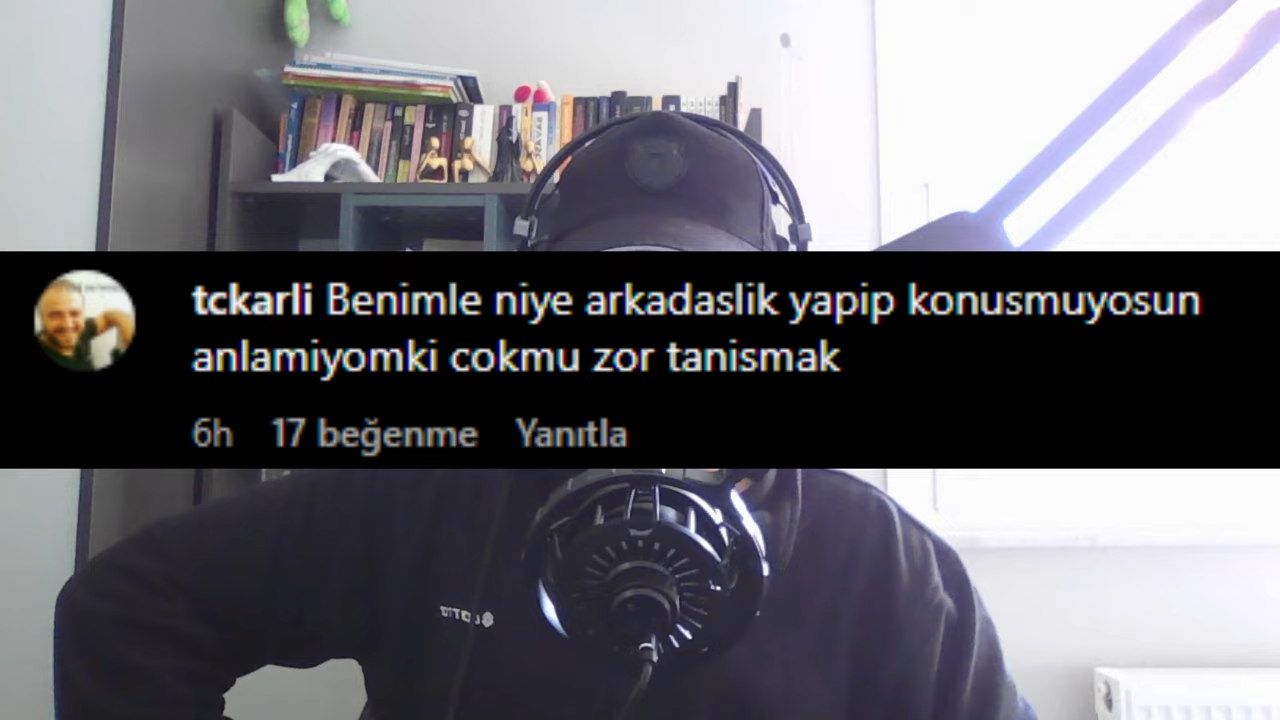 tckarli Benimle niye arkadaslik yapip konusmuyosun
anlamiyomki cokmu zor tanismak
6h 17 beğenme Yanıtla